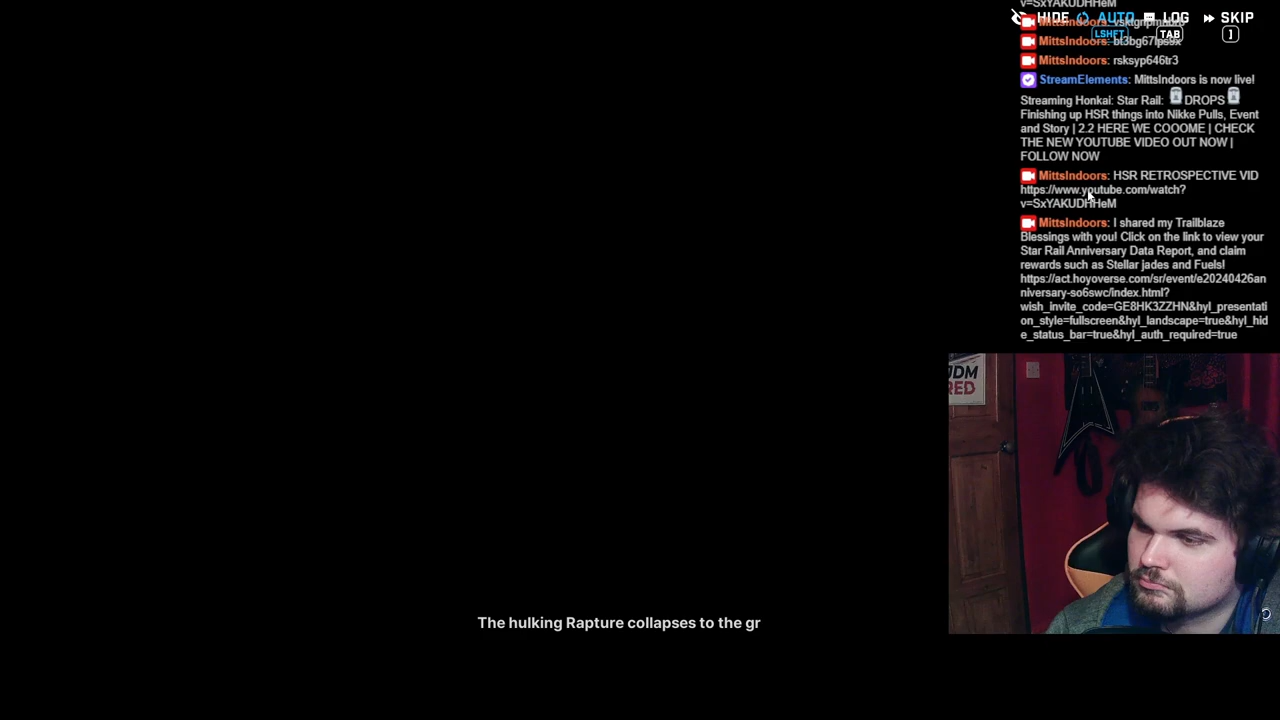 v=SxYAKUDHHeM
HIDE AUTO LOG SKIP
LSHFT TAB ]
MittsIndoors:
MittsIndoors: bt3bg67lps9x
MittsIndoors: rsksyp646tr3
StreamElements: MittsIndoors is now live!
Streaming Honkai: Star Rail: DROPS
Finishing up HSR things into Nikke Pulls, Event
and Story | 2.2 HERE WE COOOME | CHECK
THE NEW YOUTUBE VIDEO OUT NOW |
FOLLOW NOW
MittsIndoors: HSR RETROSPECTIVE VID
https://www.youtube.com/watch?
v=SxYAKUDHHeM
MittsIndoors: I shared my Trailblaze
Blessings with you! Click on the link to view your
Star Rail Anniversary Data Report, and claim
rewards such as Stellar jades and Fuels!
https://act.hoyoverse.com/sr/event/e20240426an
niversary-so6swc/index.html?
wish_invite_code=GE8HK3ZZHN&hyl_presentati
on_style=fullscreen&hyl_landscape=true&hyl_hid
e_status_bar=true&hyl_auth_required=true
JDM
RED
The hulking Rapture collapses to the gr